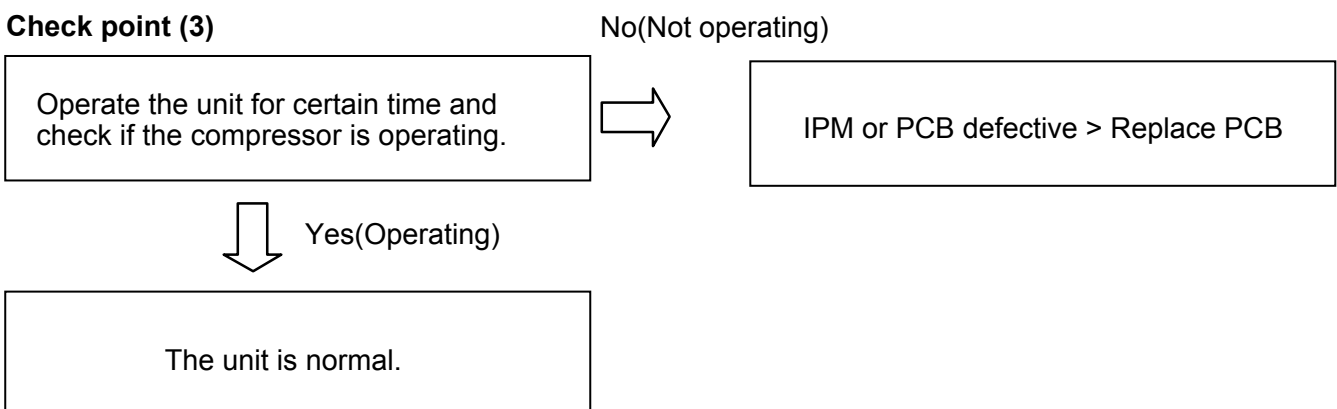 Check point (3)
No(Not operating)
Operate the unit for certain time and
check if the compressor is operating.
IPM or PCB defective > Replace PCB
Yes(Operating)
The unit is normal.